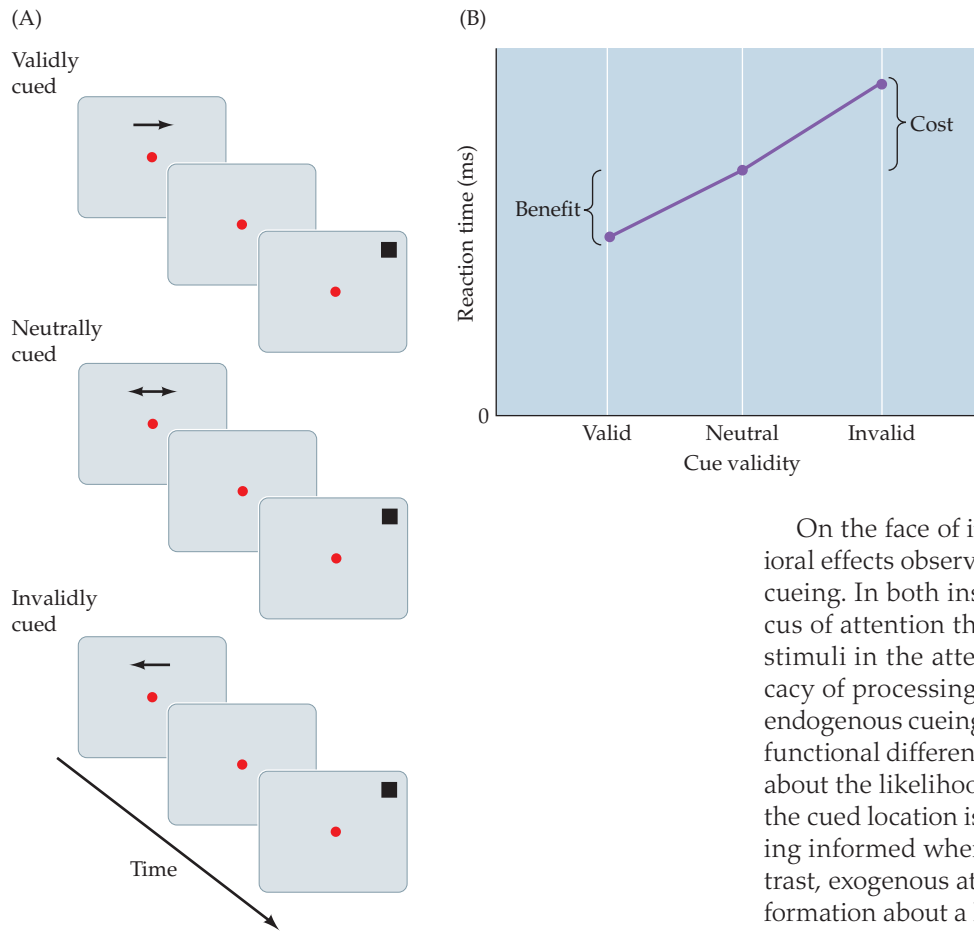 (A)
Validly
cued
Neutrally
cued
Invalidly
cued
Time
(B)
Reaction time (ms)
Benefit
Cost
0
Valid Neutral Invalid
Cue validity
On the face of i
ioral effects observ
cueing. In both ins
cus of attention th
stimuli in the atte
cacy of processing
endogenous cueing
functional differen
about the likelihoo
the cued location is
ing informed wher
trast, exogenous at
formation about a